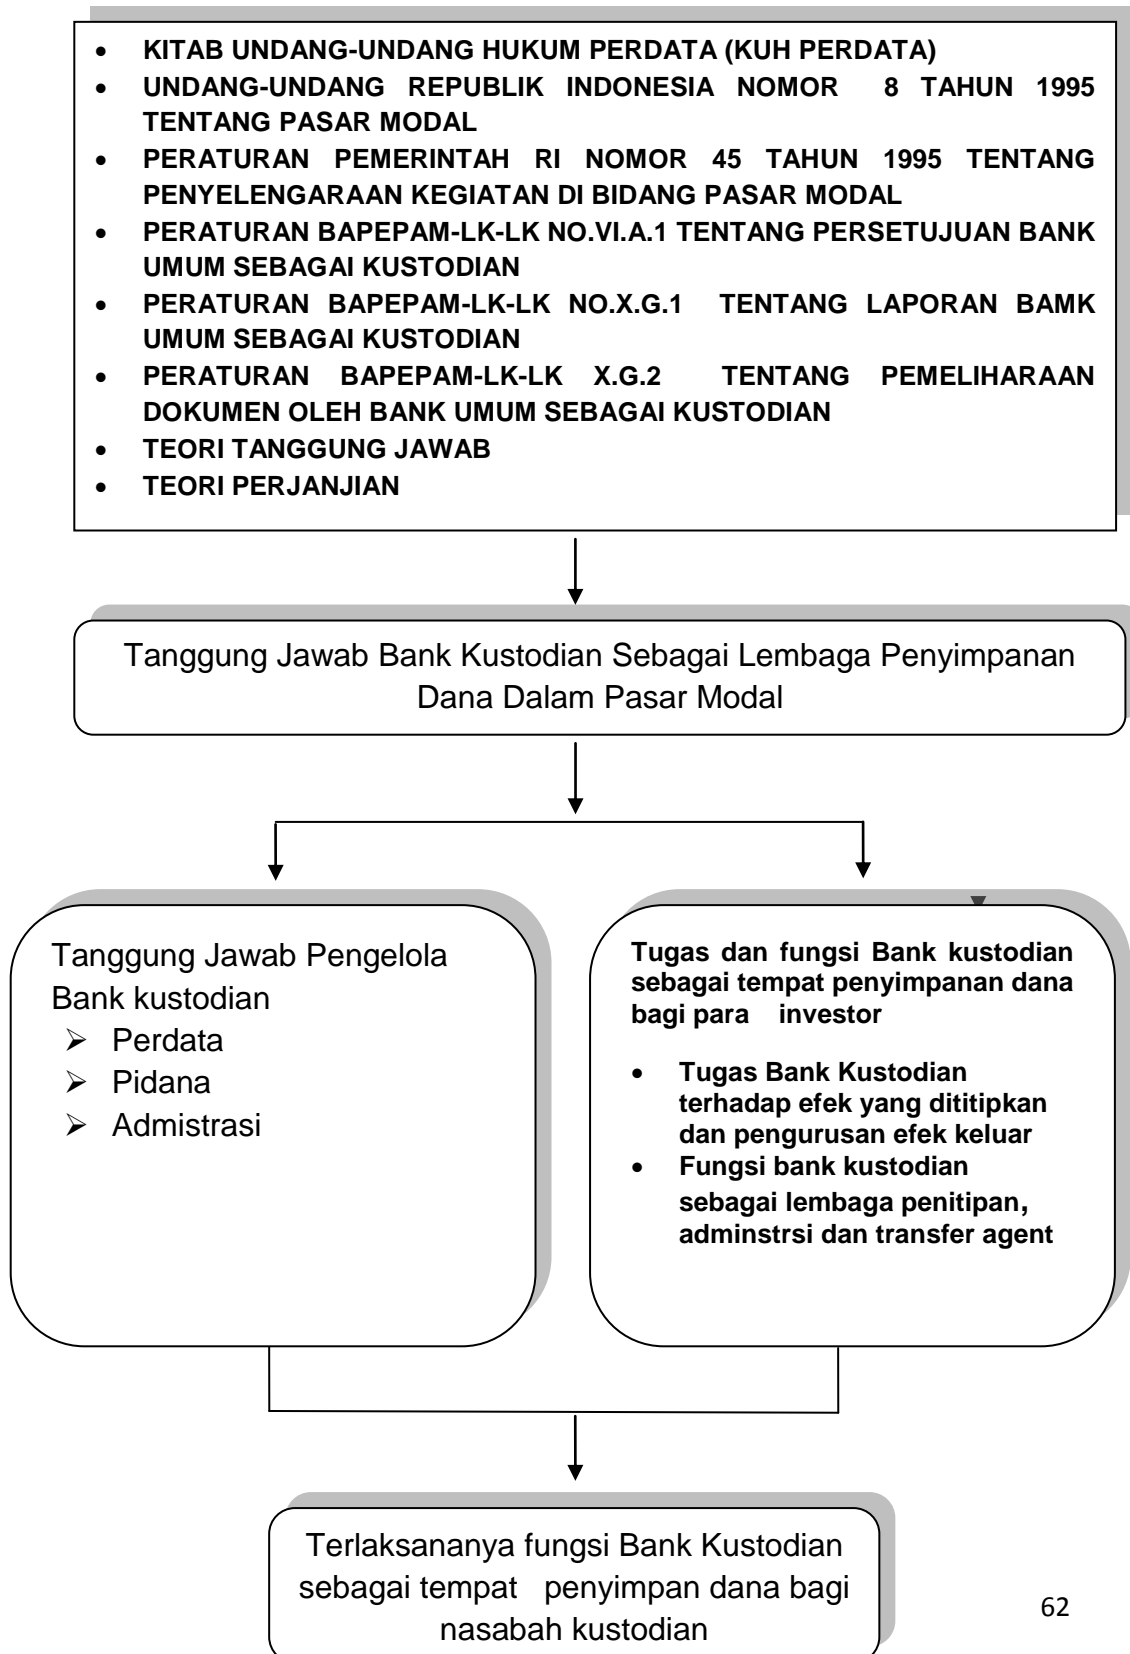 • KITAB UNDANG-UNDANG HUKUM PERDATA (KUH PERDATA)
• UNDANG-UNDANG REPUBLIK INDONESIA NOMOR 8 TAHUN 1995
TENTANG PASAR MODAL
• PERATURAN PEMERINTAH RI NOMOR 45 TAHUN 1995 TENTANG
PENYELENGARAAN KEGIATAN DI BIDANG PASAR MODAL
• PERATURAN BAPEPAM-LK-LK NO.VI.A.1 TENTANG PERSETUJUAN BANK
UMUM SEBAGAI KUSTODIAN
• PERATURAN BAPEPAM-LK-LK NO.X.G.1 TENTANG LAPORAN BAMK
UMUM SEBAGAI KUSTODIAN
• PERATURAN BAPEPAM-LK-LK X.G.2 TENTANG PEMELIHARAAN
DOKUMEN OLEH BANK UMUM SEBAGAI KUSTODIAN
• TEORI TANGGUNG JAWAB
• TEORI PERJANJIAN
Tanggung Jawab Bank Kustodian Sebagai Lembaga Penyimpanan
Dana Dalam Pasar Modal
Tanggung Jawab Pengelola
Bank kustodian
➢ Perdata
➢ Pidana
➢ Admistrasi
Tugas dan fungsi Bank kustodian
sebagai tempat penyimpanan dana
bagi para investor
• Tugas Bank Kustodian
terhadap efek yang dititipkan
dan pengurusan efek keluar
• Fungsi bank kustodian
sebagai lembaga penitipan,
adminstrsi dan transfer agent
Terlaksananya fungsi Bank Kustodian
sebagai tempat penyimpan dana bagi
nasabah kustodian
62